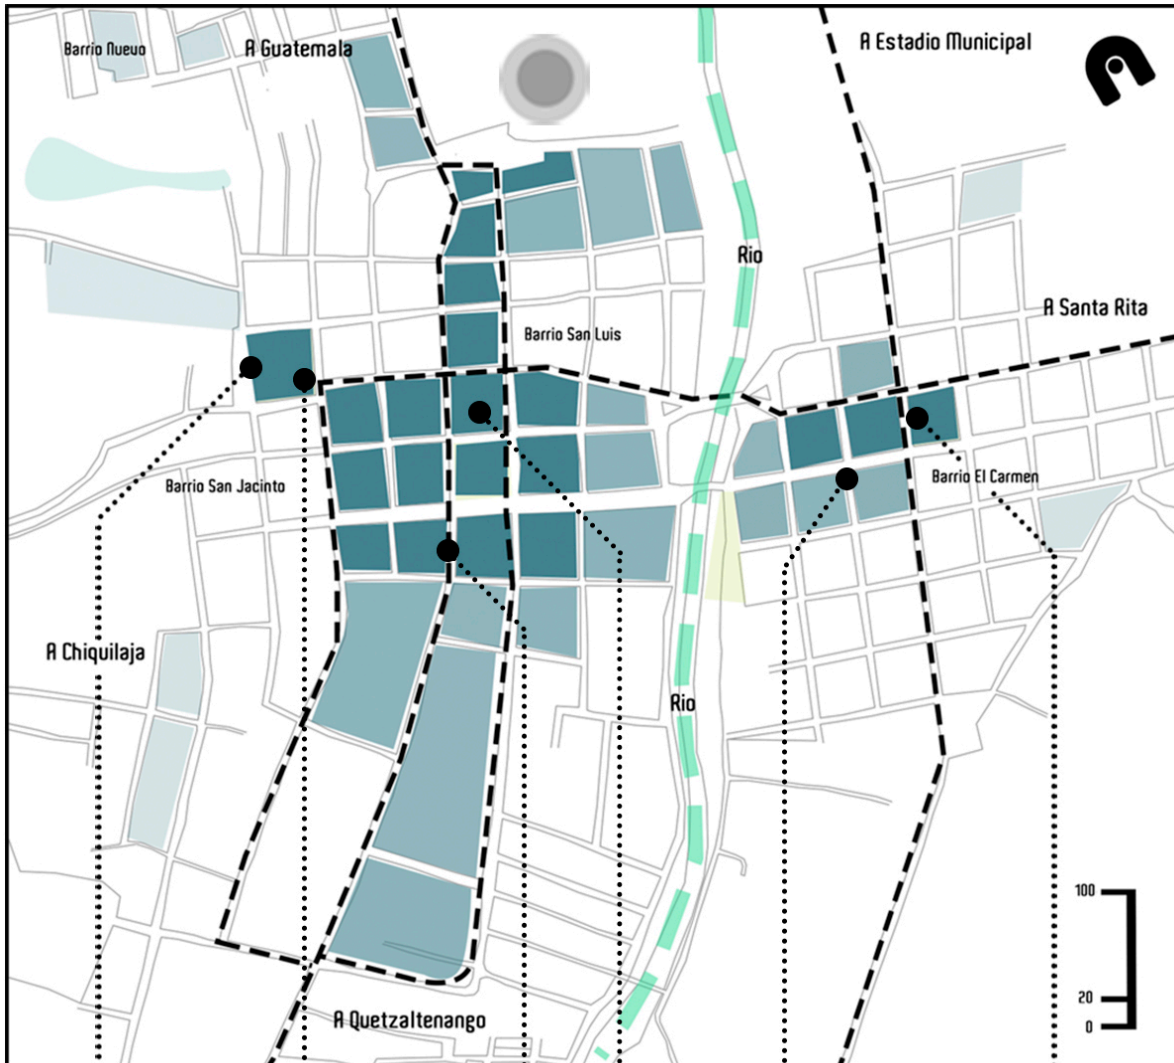 Barrio Nuevo
A Guatemala
A Estadio Municipal
Rio
A Santa Rita
Barrio San Luis
Barrio San Jacinto
Barrio El Carmen
A Chiquilaja
Rio
100
20
0
A Quetzaltenango